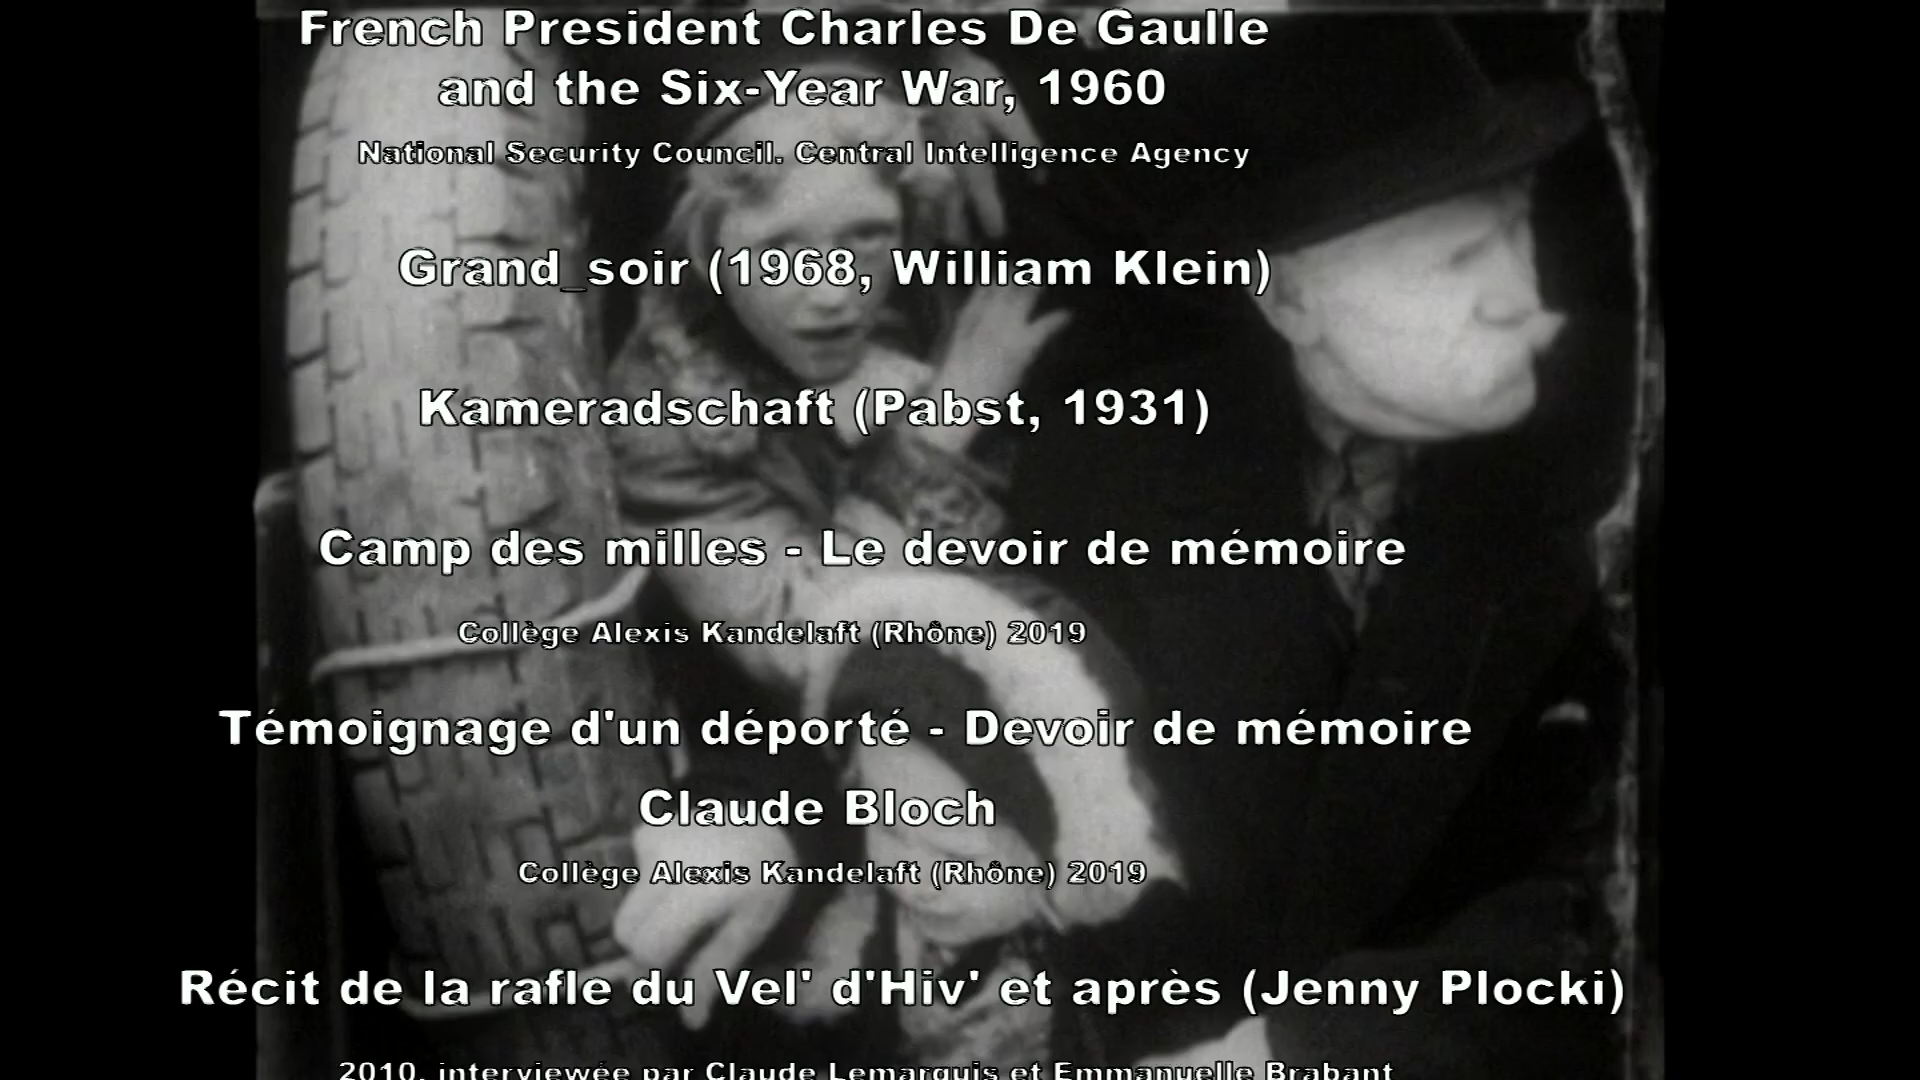 French President Charles De Gaulle
and the Six-Year War, 1960
National Security Council. Central Intelligence Agency
Grand_soir (1968, William Klein)
Kameradschaft (Pabst, 1931)
Camp des milles - Le devoir de mémoire
Collège Alexis Kandelaft (Rhône) 2019
Témoignage d'un déporté - Devoir de mémoire
Claude Bloch
Collège Alexis Kandelaft (Rhône) 2019
Récit de la rafle du Vel' d'Hiv' et après (Jenny Plocki)
2010, interviewée par Claude Lemarquis et Emmanuelle Brabant